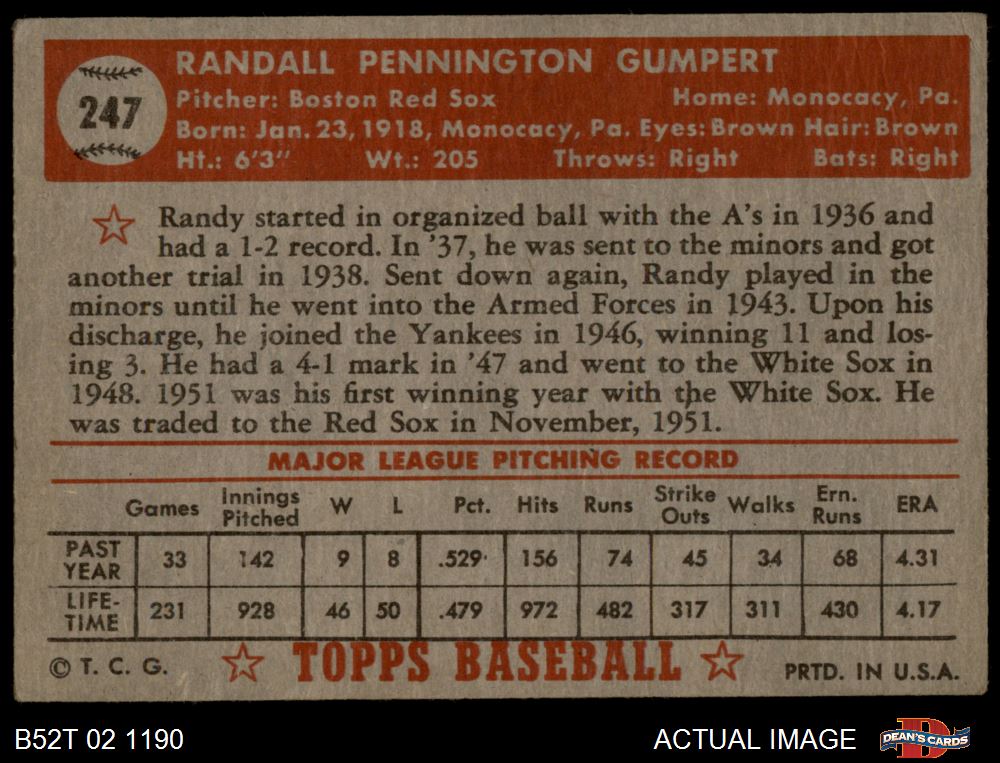 RANDALL PENNINGTON GUMPERT
247
Pitcher: Boston Red Sox Home: Monocacy, Pa.
Born: Jan. 23, 1918, Monocacy, Pa. Eyes: Brown Hair: Brown
Ht.: 6'3" Wt.: 205 Throws: Right Bats: Right
Randy started in organized ball with the A's in 1936 and
had a 1-2 record. In '37, he was sent to the minors and got
another trial in 1938. Sent down again, Randy played in the
minors until he went into the Armed Forces in 1943. Upon his
discharge, he joined the Yankees in 1946, winning 11 and los-
ing 3. He had a 4-1 mark in '47 and went to the White Sox in
1948. 1951 was his first winning year with the White Sox. He
was traded to the Red Sox in November, 1951.
MAJOR LEAGUE PITCHING RECORD
Games Innings Pitched W L Pct. Hits Runs Strike Outs Walks Ern. Runs ERA
PAST YEAR 33 142 9 8 .529 156 74 45 34 68 4.31
LIFE-TIME 231 928 46 50 .479 972 482 317 311 430 4.17
© T. C. G. TOPPS BASEBALL PRTD. IN U.S.A.
B52T 02 1190 ACTUAL IMAGE D DEAN'S CARDS